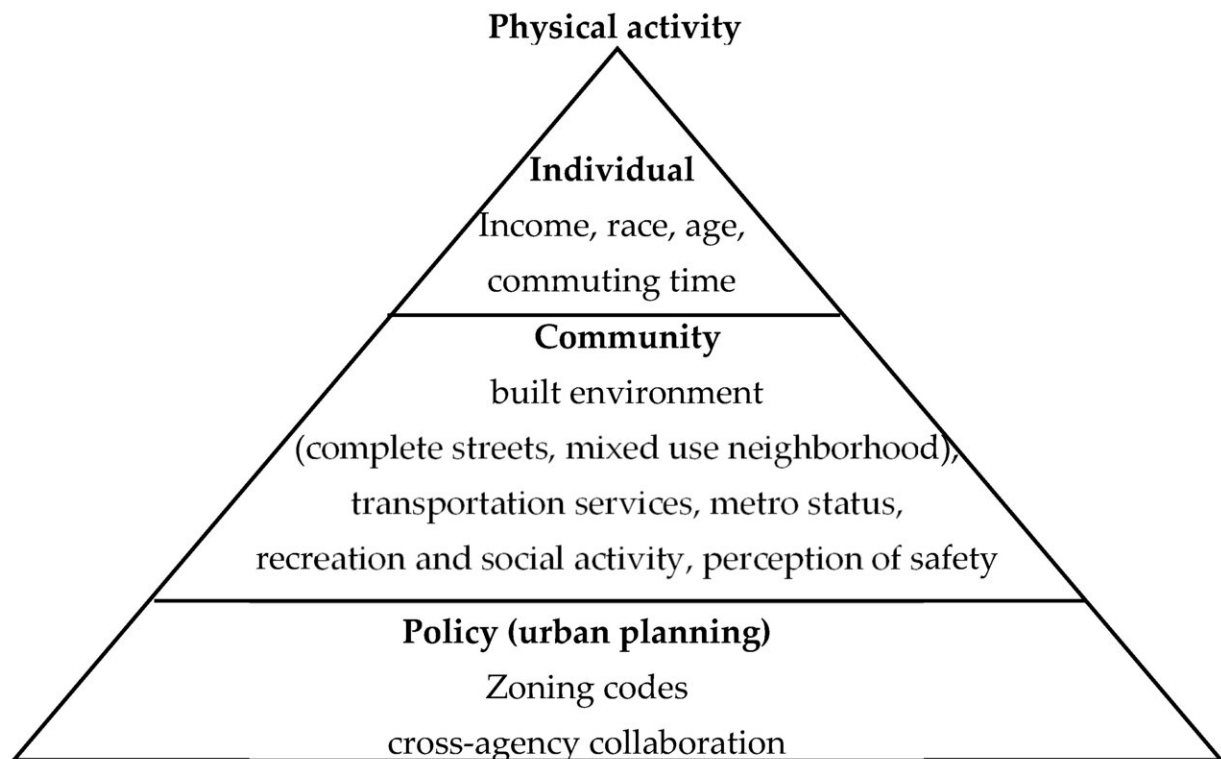 Physical activity
Individual
Income, race, age,
commuting time
Community
built environment
(complete streets, mixed use neighborhood),
transportation services, metro status,
recreation and social activity, perception of safety
Policy (urban planning)
Zoning codes
cross-agency collaboration